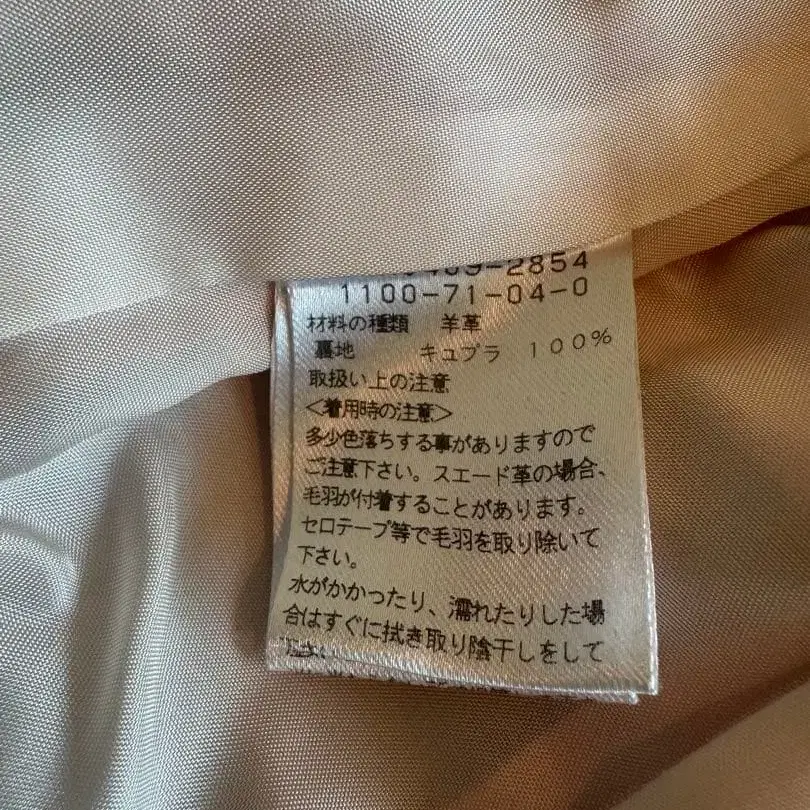 -2854
1100-71-04-0
材料の種類 羊革
裏地 キュプラ 100%
取扱い上の注意
<着用時の注意>
多少色落ちする事がありますので
ご注意下さい。スエード革の場合、
毛羽が付着することがあります。
セロテープ等で毛羽を取り除いて
下さい。
水がかかったり、濡れたりした場
合はすぐに拭き取り陰干しをして